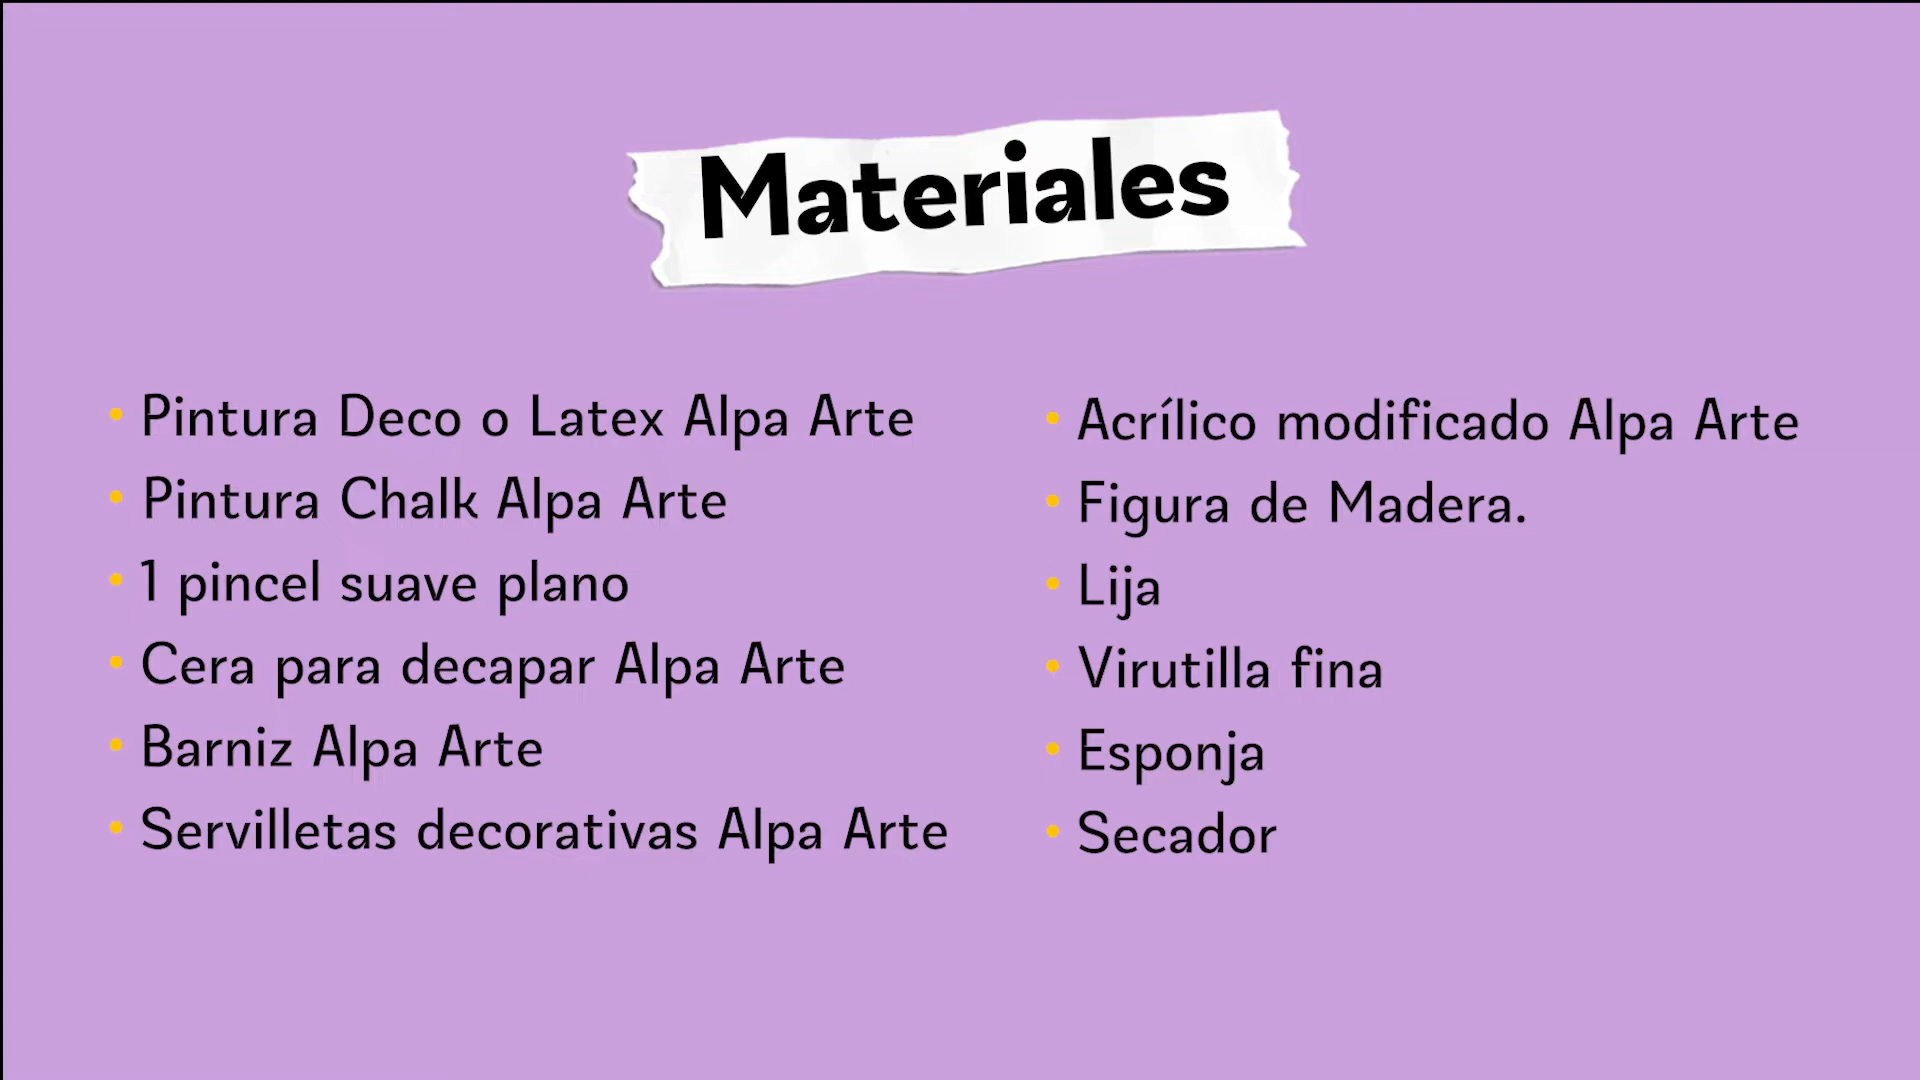 Materiales
• Pintura Deco o Latex Alpa Arte
• Pintura Chalk Alpa Arte
• 1 pincel suave plano
• Cera para decapar Alpa Arte
• Barniz Alpa Arte
• Servilletas decorativas Alpa Arte
• Acrílico modificado Alpa Arte
• Figura de Madera.
• Lija
• Virutilla fina
• Esponja
• Secador